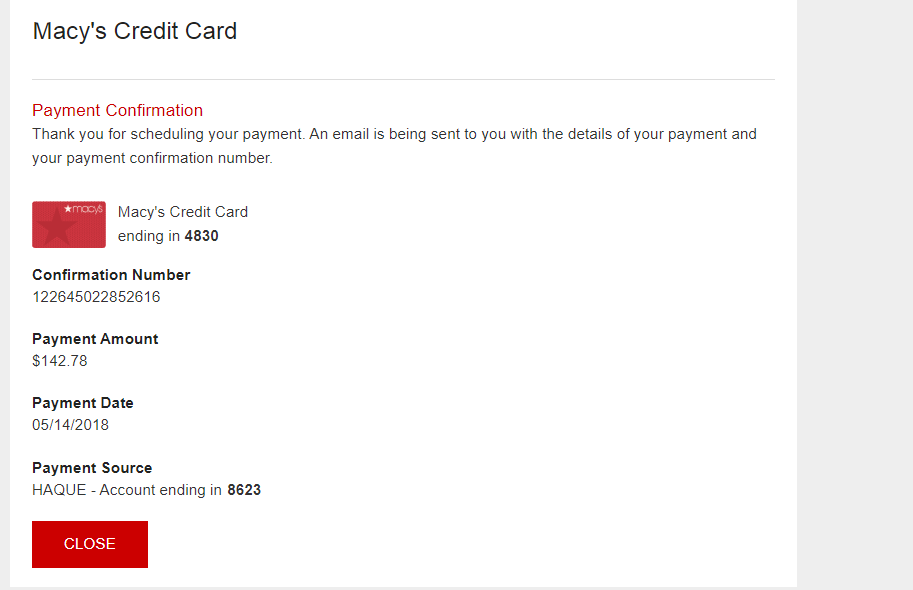 Macy's Credit Card
Payment Confirmation
Thank you for scheduling your payment. An email is being sent to you with the details of your payment and
your payment confirmation number.
macy's
Macy's Credit Card
ending in 4830
Confirmation Number
122645022852616
Payment Amount
$142.78
Payment Date
05/14/2018
Payment Source
HAQUE - Account ending in 8623
CLOSE